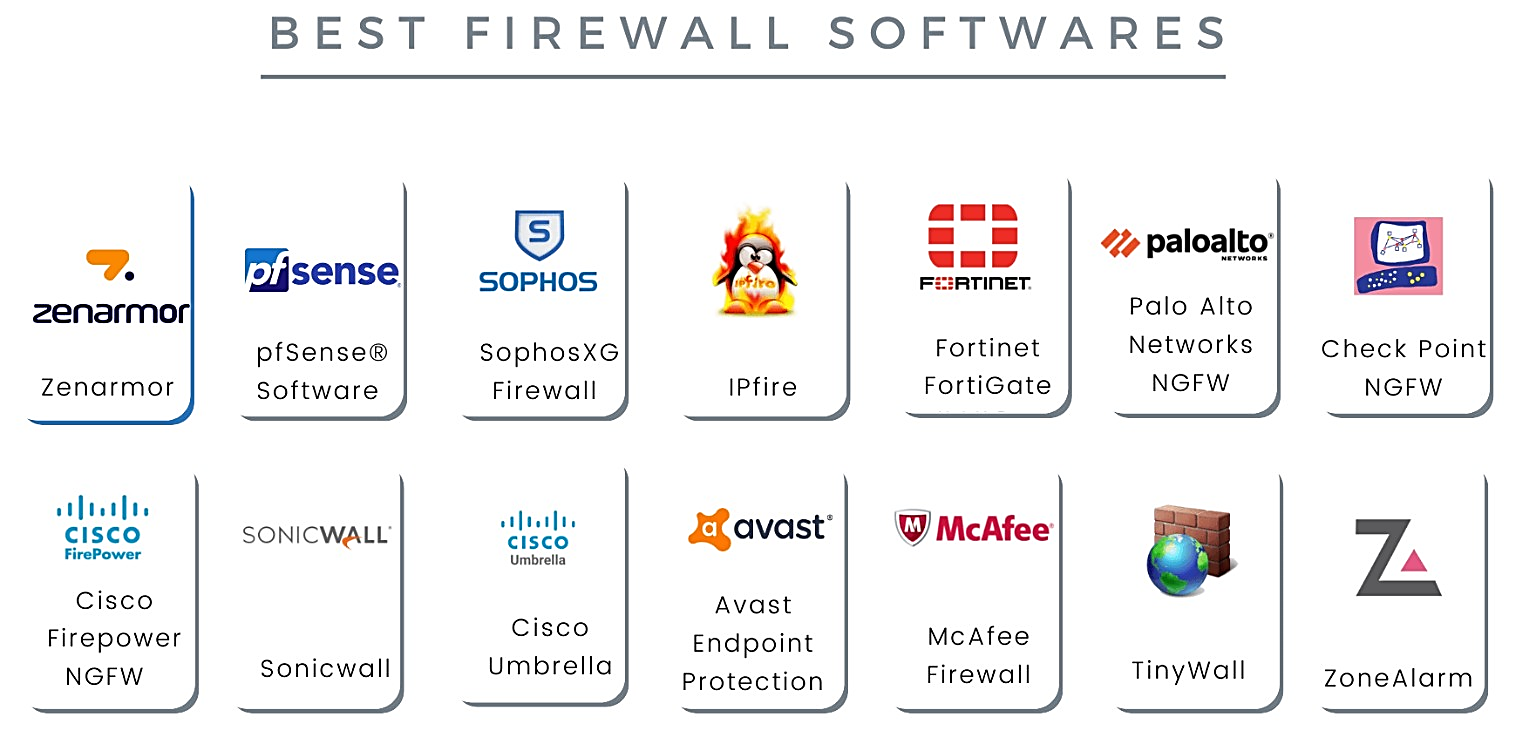 BEST FIREWALL SOFTWARES
zenarmor
Zenarmor
pfsense
pfSense®
Software
S
SOPHOS
SophosXG
Firewall
ipfire
IPfire
FORTINET
Fortinet
FortiGate
paloalto
NETWORKS
Palo Alto
Networks
NGFW
Check Point
NGFW
CISCO
FirePower
Cisco
Firepower
NGFW
SONICWALL
Sonicwall
CISCO
Umbrella
Cisco
Umbrella
a avast®
Avast
Endpoint
Protection
M McAfee®
McAfee
Firewall
TinyWall
Z
ZoneAlarm